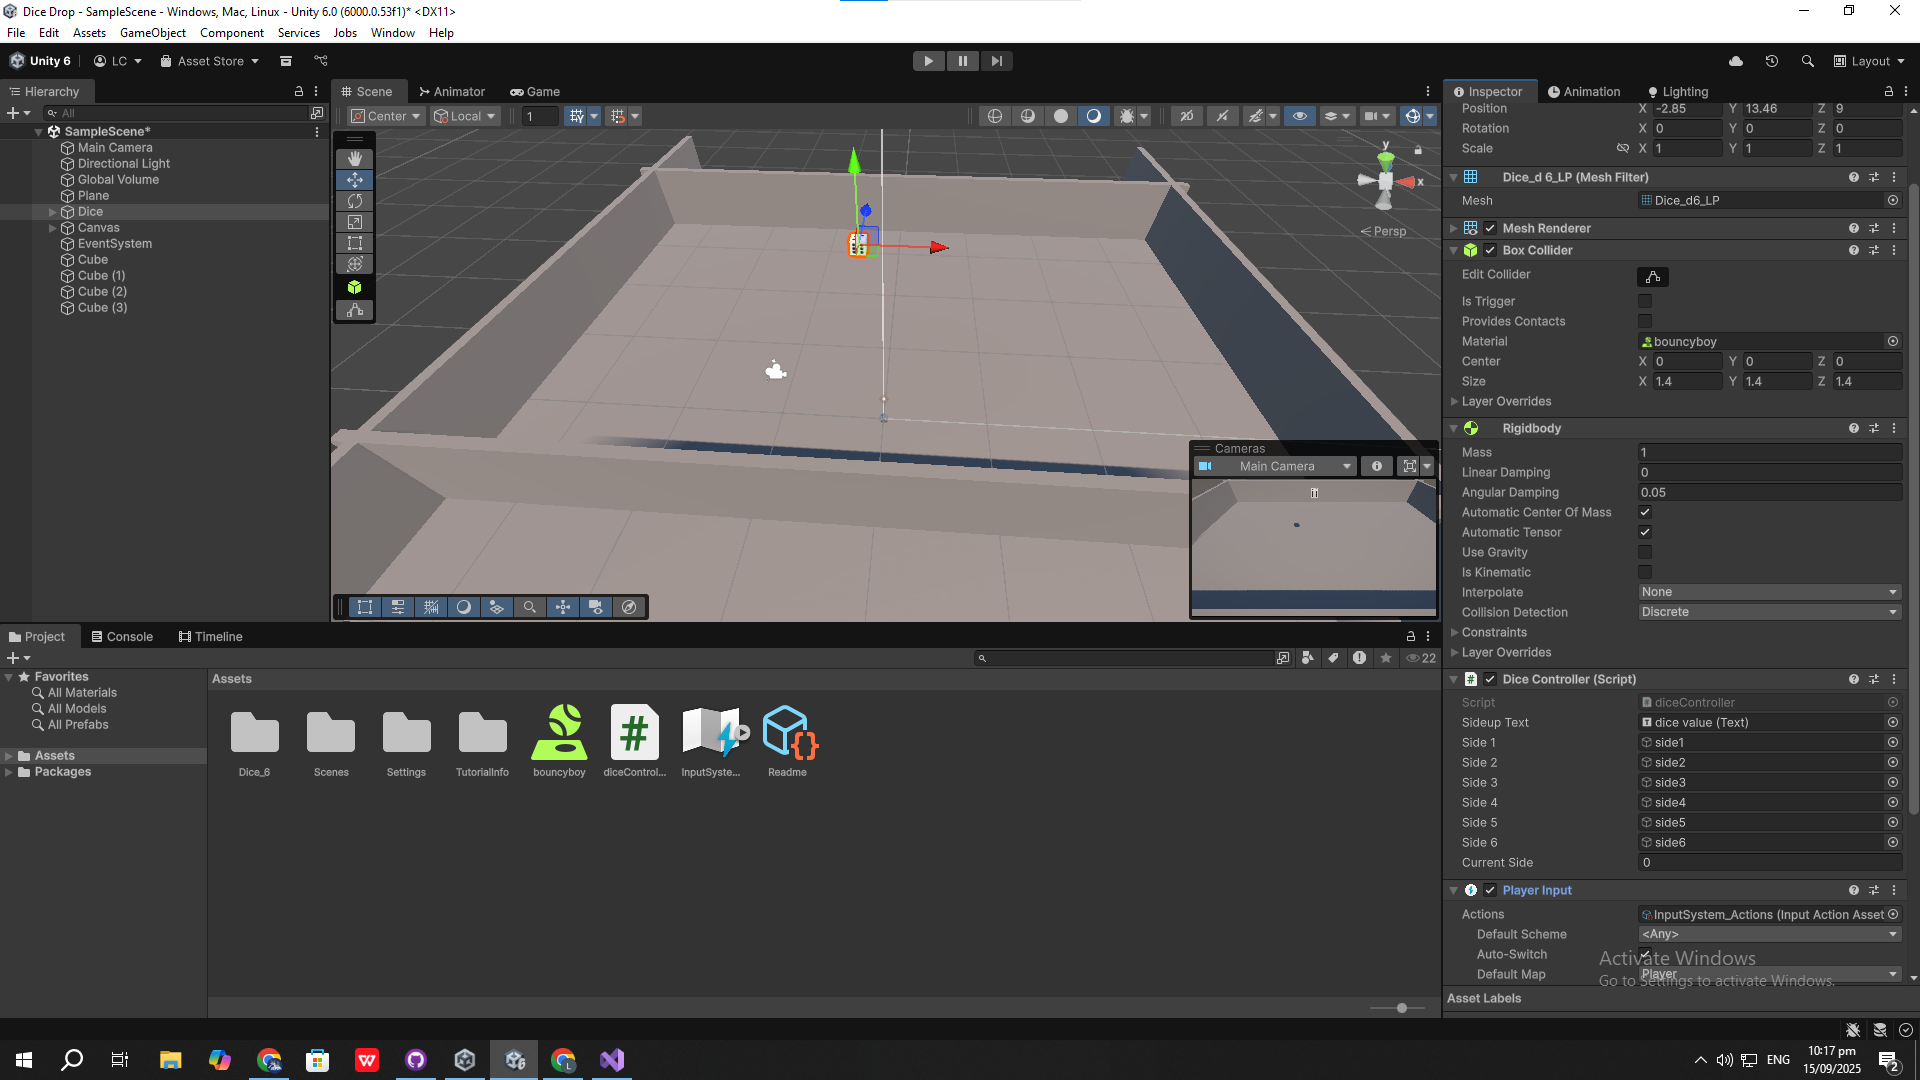 Dice Drop - SampleScene - Windows, Mac, Linux - Unity 6.0 (6000.0.53f1)* <DX11>
File Edit Assets GameObject Component Services Jobs Window Help
Unity 6 LC Asset Store Layout
Hierarchy
All
SampleScene*
Main Camera
Directional Light
Global Volume
Plane
Dice
Canvas
EventSystem
Cube
Cube (1)
Cube (2)
Cube (3)
Scene Animator Game
Center Local 1
y
x
Persp
Cameras
Main Camera
Inspector Animation Lighting
Position X -2.85 Y 13.46 Z 9
Rotation X 0 Y 0 Z 0
Scale X 1 Y 1 Z 1
Dice_d 6_LP (Mesh Filter)
Mesh Dice_d6_LP
Mesh Renderer
Box Collider
Edit Collider
Is Trigger
Provides Contacts
Material bouncyboy
Center X 0 Y 0 Z 0
Size X 1.4 Y 1.4 Z 1.4
Layer Overrides
Rigidbody
Mass 1
Linear Damping 0
Angular Damping 0.05
Automatic Center Of Mass
Automatic Tensor
Use Gravity
Is Kinematic
Interpolate None
Collision Detection Discrete
Constraints
Layer Overrides
Dice Controller (Script)
Script diceController
Sideup Text dice value (Text)
Side 1 side1
Side 2 side2
Side 3 side3
Side 4 side4
Side 5 side5
Side 6 side6
Current Side 0
Player Input
Actions InputSystem_Actions (Input Action Asset
Default Scheme <Any>
Auto-Switch
Default Map Player
Asset Labels
Activate Windows
Go to Settings to activate Windows.
Project Console Timeline
22
Favorites
All Materials
All Models
All Prefabs
Assets
Packages
Assets
Dice_6 Scenes Settings TutorialInfo bouncyboy diceControl... InputSyste... Readme
ENG
10:17 pm
15/09/2025
2